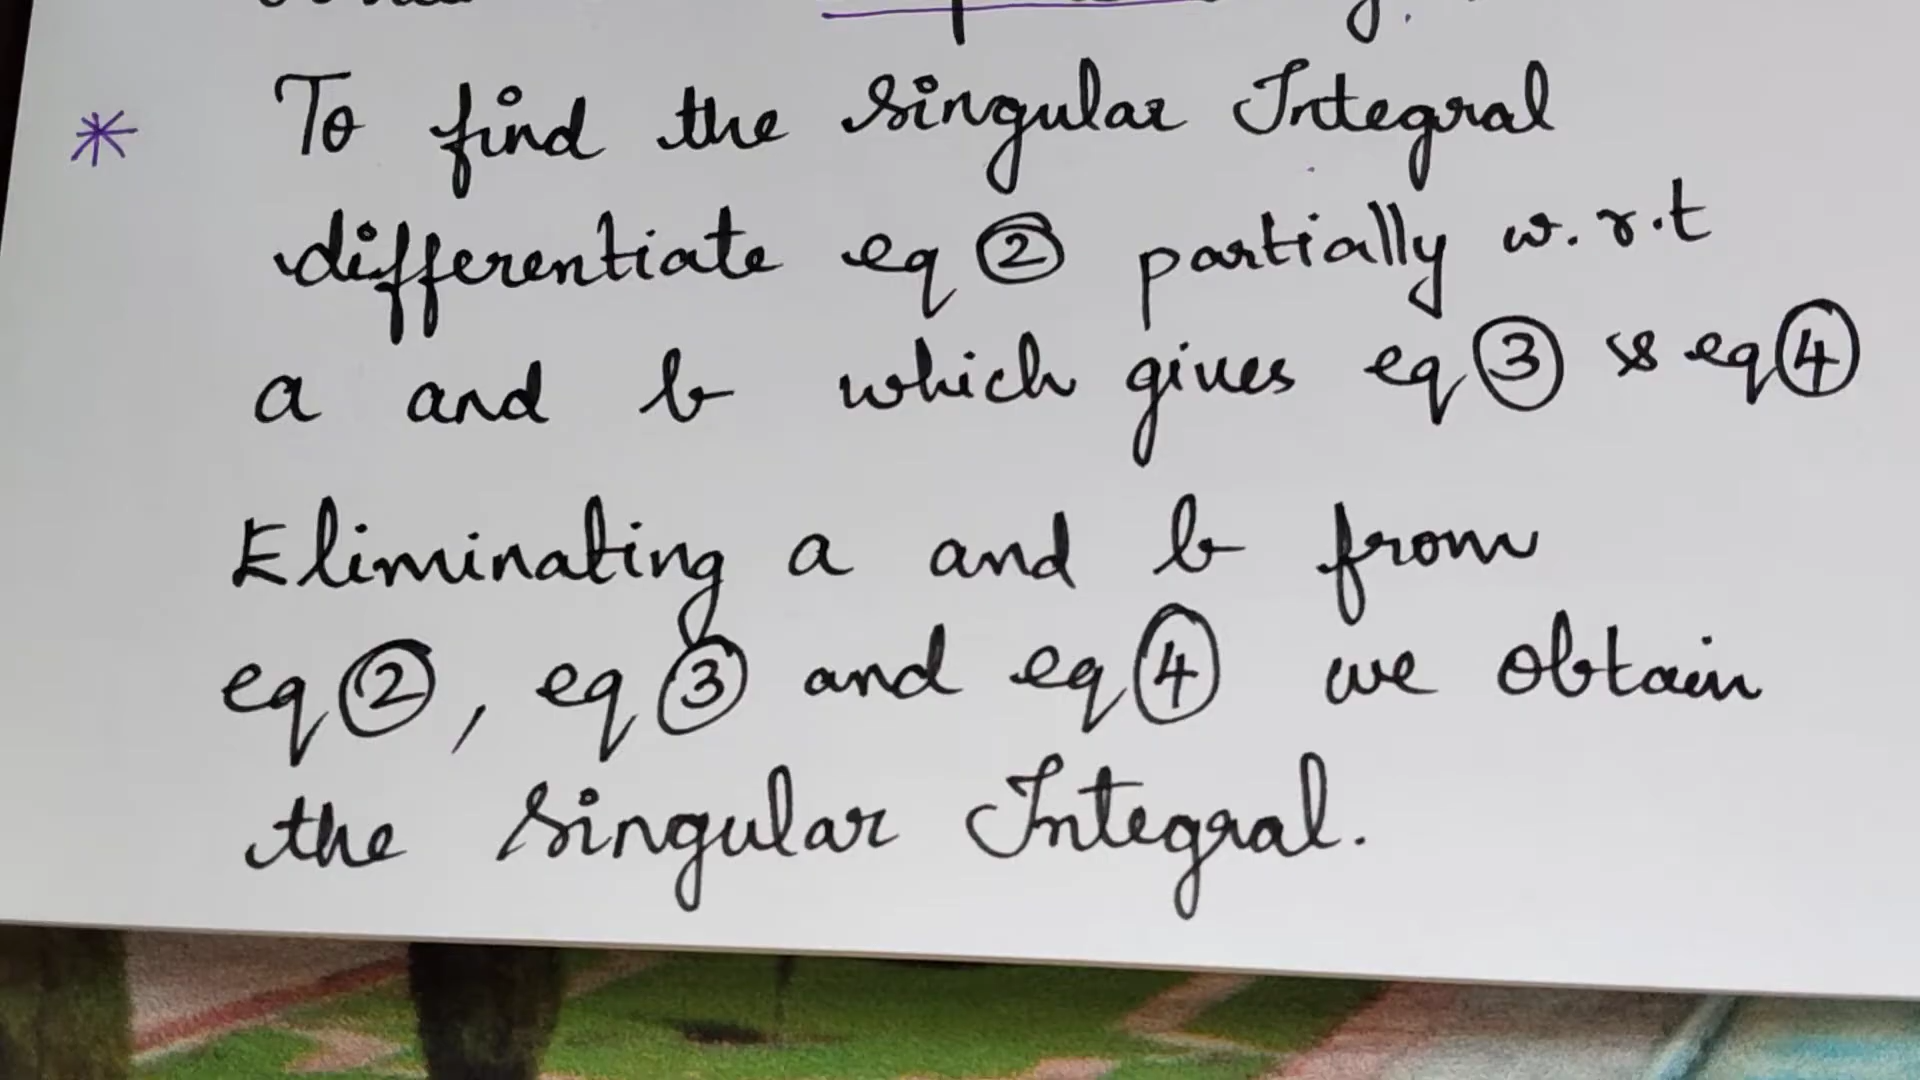 * To find the singular Integral
differentiate eq ② partially w.r.t
a and b which gives eq ③ & eq ④
Eliminating a and b from
eq ②, eq ③ and eq ④ we obtain
the singular Integral.